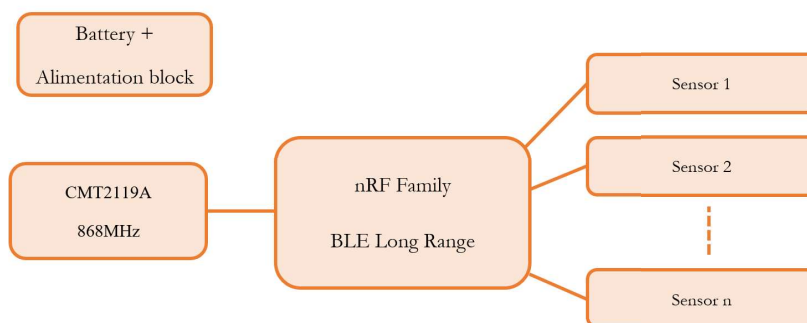 Battery +
Alimentation block
CMT2119A
868MHz
nRF Family
BLE Long Range
Sensor 1
Sensor 2
Sensor n